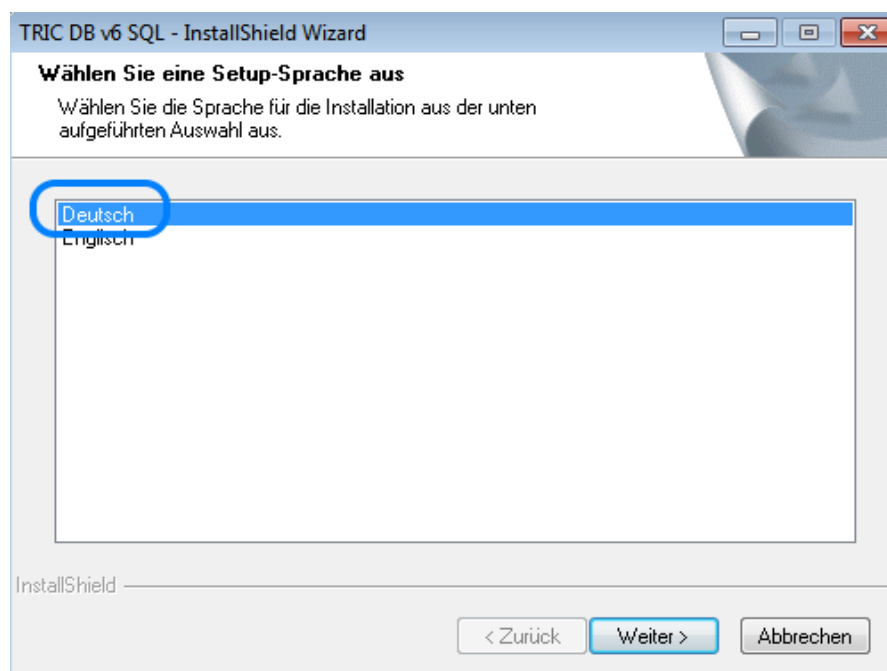 TRIC DB v6 SQL - InstallShield Wizard
Wählen Sie eine Setup-Sprache aus
Wählen Sie die Sprache für die Installation aus der unten
aufgeführten Auswahl aus.
Deutsch
Englisch
InstallShield
< Zurück
Weiter >
Abbrechen